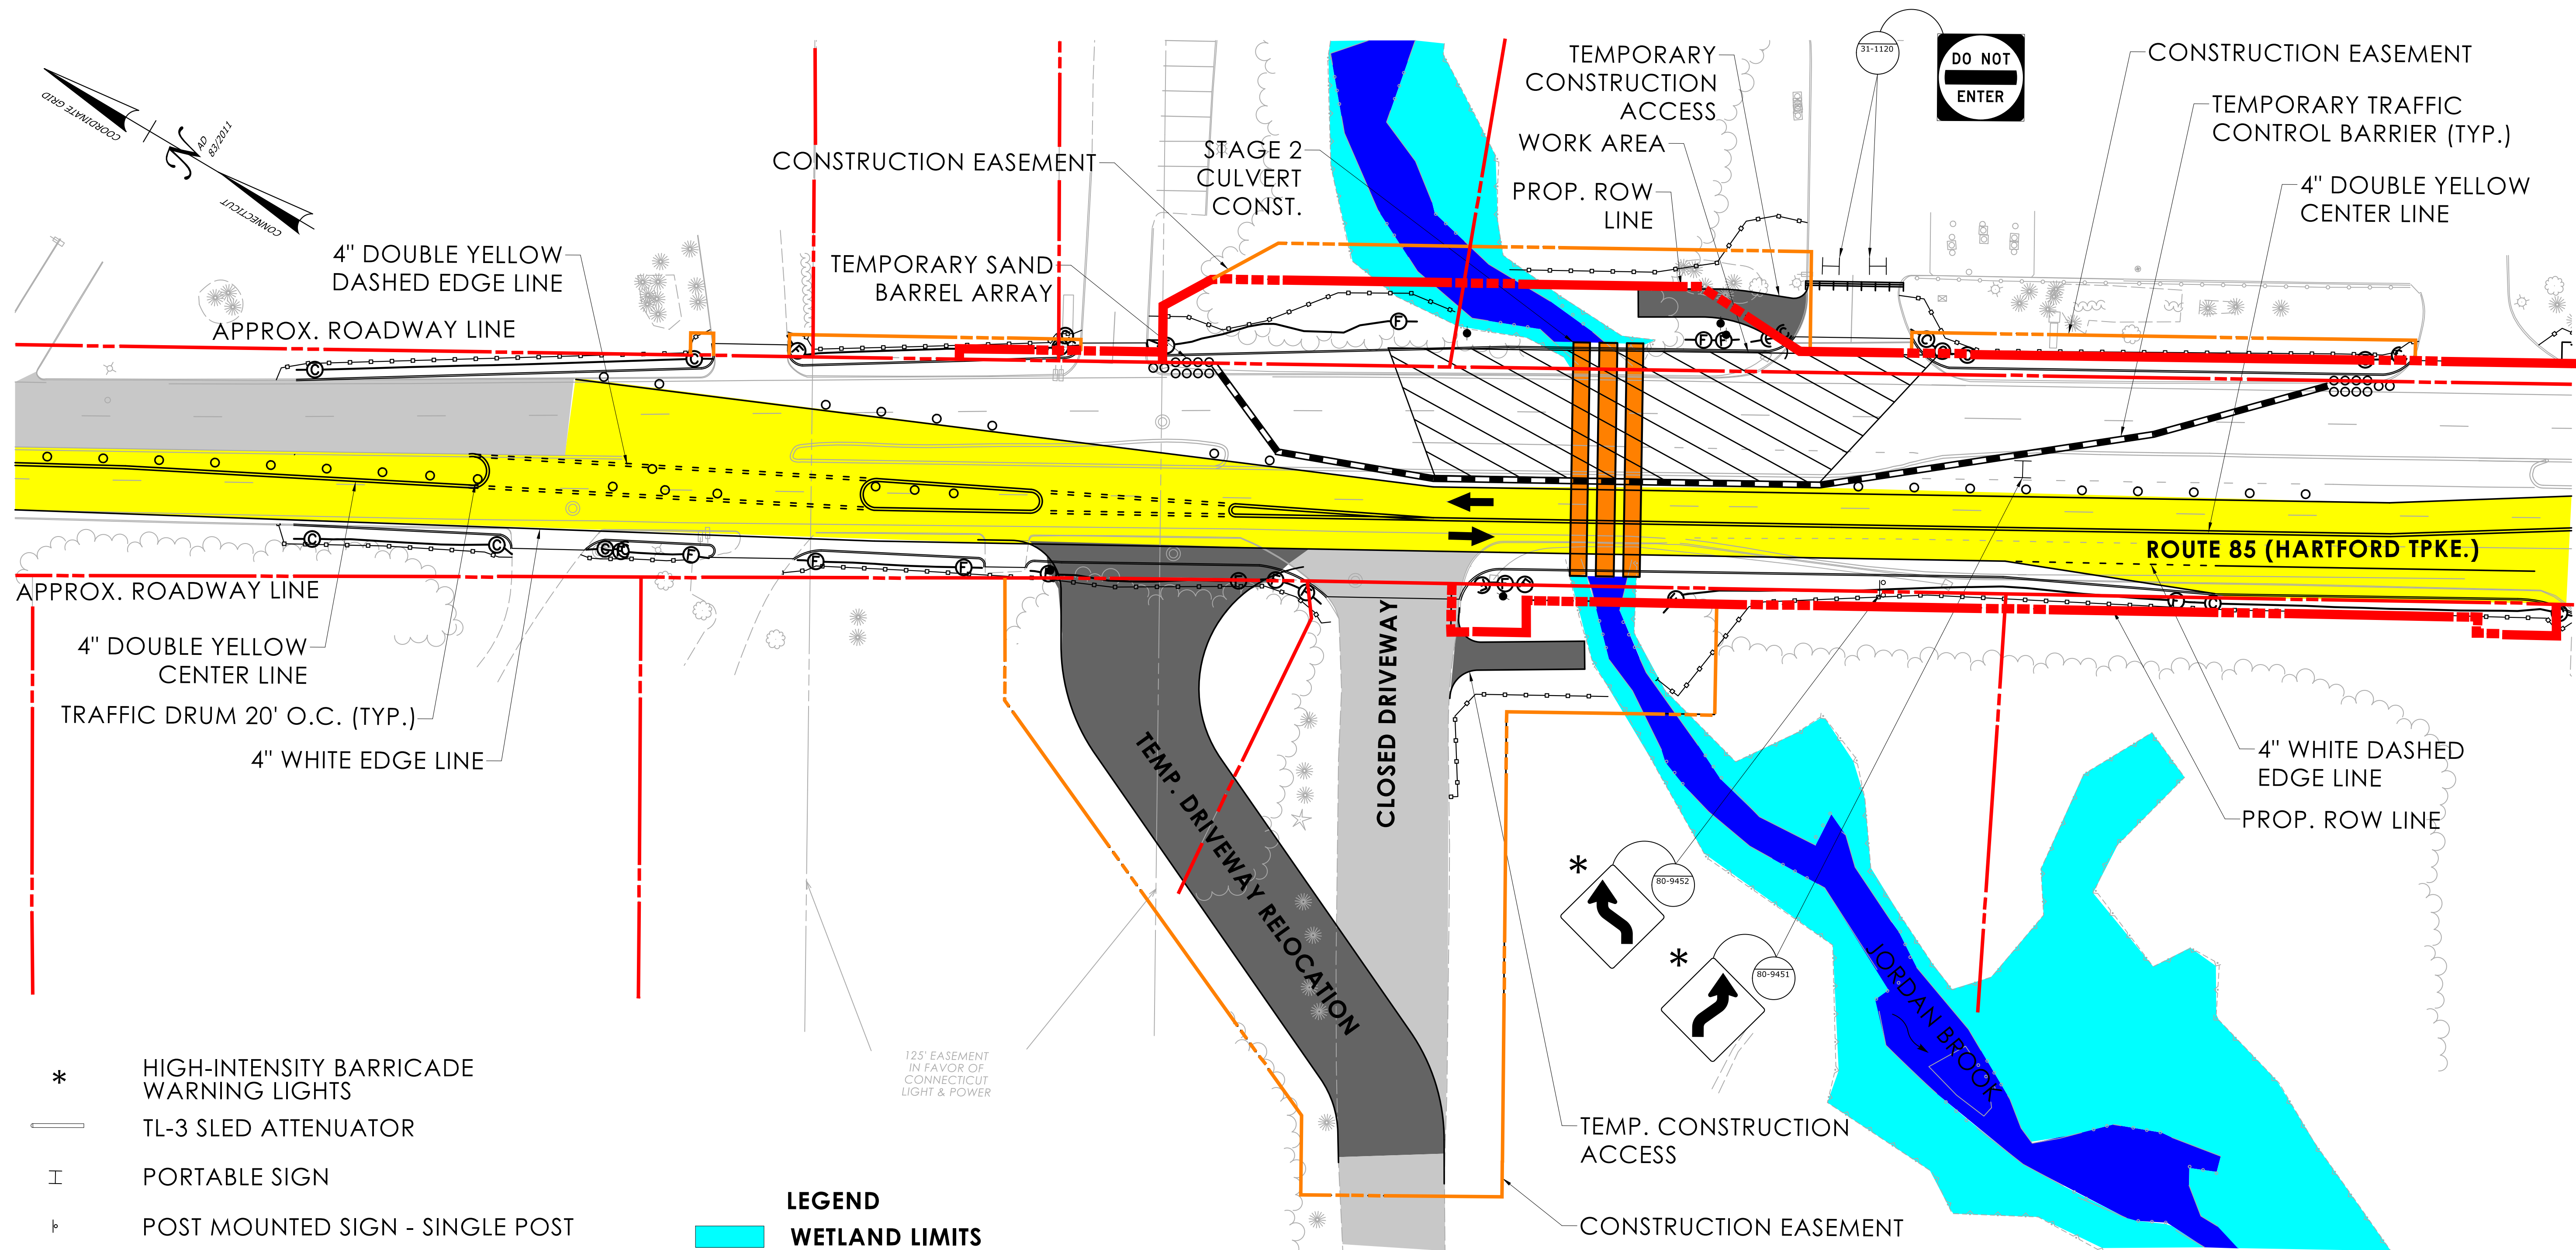 31-1120
DO NOT
ENTER
TEMPORARY
CONSTRUCTION
ACCESS
CONSTRUCTION EASEMENT
COORDINATE GRID
N
AD
83/2011
CONNECTICUT
TEMPORARY TRAFFIC
CONTROL BARRIER (TYP.)
WORK AREA
STAGE 2
CULVERT
CONST.
CONSTRUCTION EASEMENT
PROP. ROW
LINE
4" DOUBLE YELLOW
CENTER LINE
4" DOUBLE YELLOW
DASHED EDGE LINE
TEMPORARY SAND
BARREL ARRAY
APPROX. ROADWAY LINE
ROUTE 85 (HARTFORD TPKE.)
APPROX. ROADWAY LINE
4" DOUBLE YELLOW
CENTER LINE
TRAFFIC DRUM 20' O.C. (TYP.)
4" WHITE EDGE LINE
CLOSED DRIVEWAY
TEMP. DRIVEWAY RELOCATION
4" WHITE DASHED
EDGE LINE
PROP. ROW LINE
*
80-9452
*
80-9451
JORDAN BROOK
125' EASEMENT
IN FAVOR OF
CONNECTICUT
LIGHT & POWER
* HIGH-INTENSITY BARRICADE
WARNING LIGHTS
TL-3 SLED ATTENUATOR
PORTABLE SIGN
POST MOUNTED SIGN - SINGLE POST
LEGEND
WETLAND LIMITS
TEMP. CONSTRUCTION
ACCESS
CONSTRUCTION EASEMENT